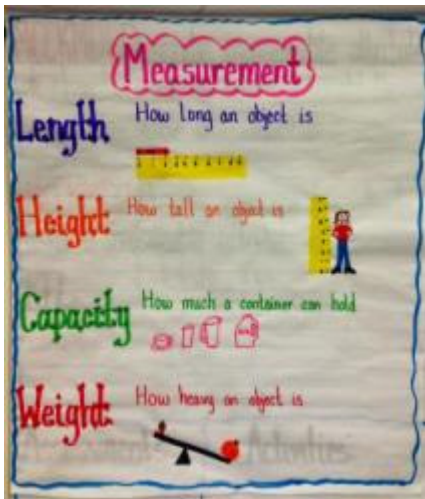 Measurement
Length How long an object is
Height: How tall an object is
Capacity How much a container can hold
Weight: How heavy an object is
Activities